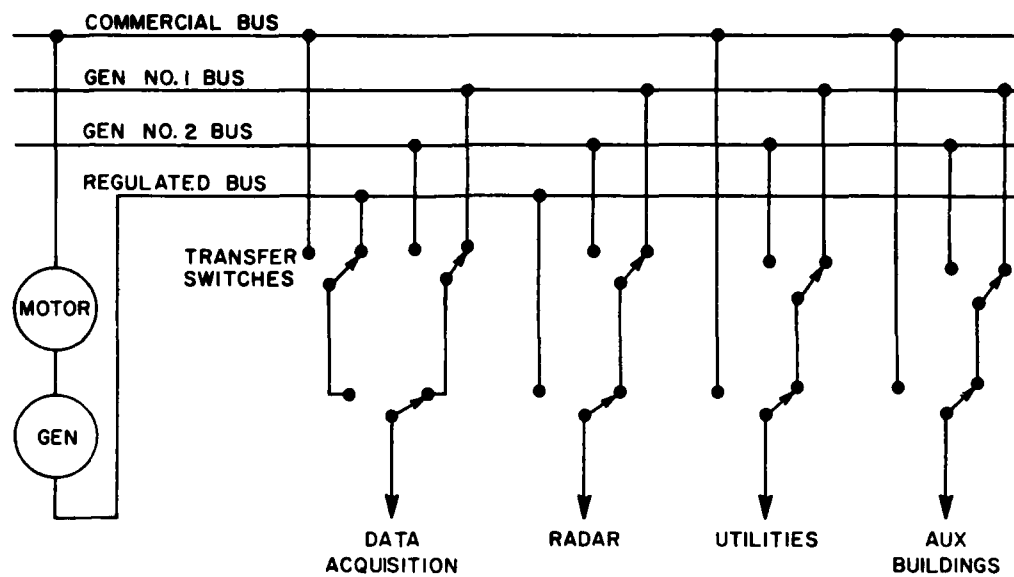 COMMERCIAL BUS
GEN NO. 1 BUS
GEN NO. 2 BUS
REGULATED BUS
TRANSFER
SWITCHES
MOTOR
GEN
DATA
ACQUISITION
RADAR
UTILITIES
AUX
BUILDINGS